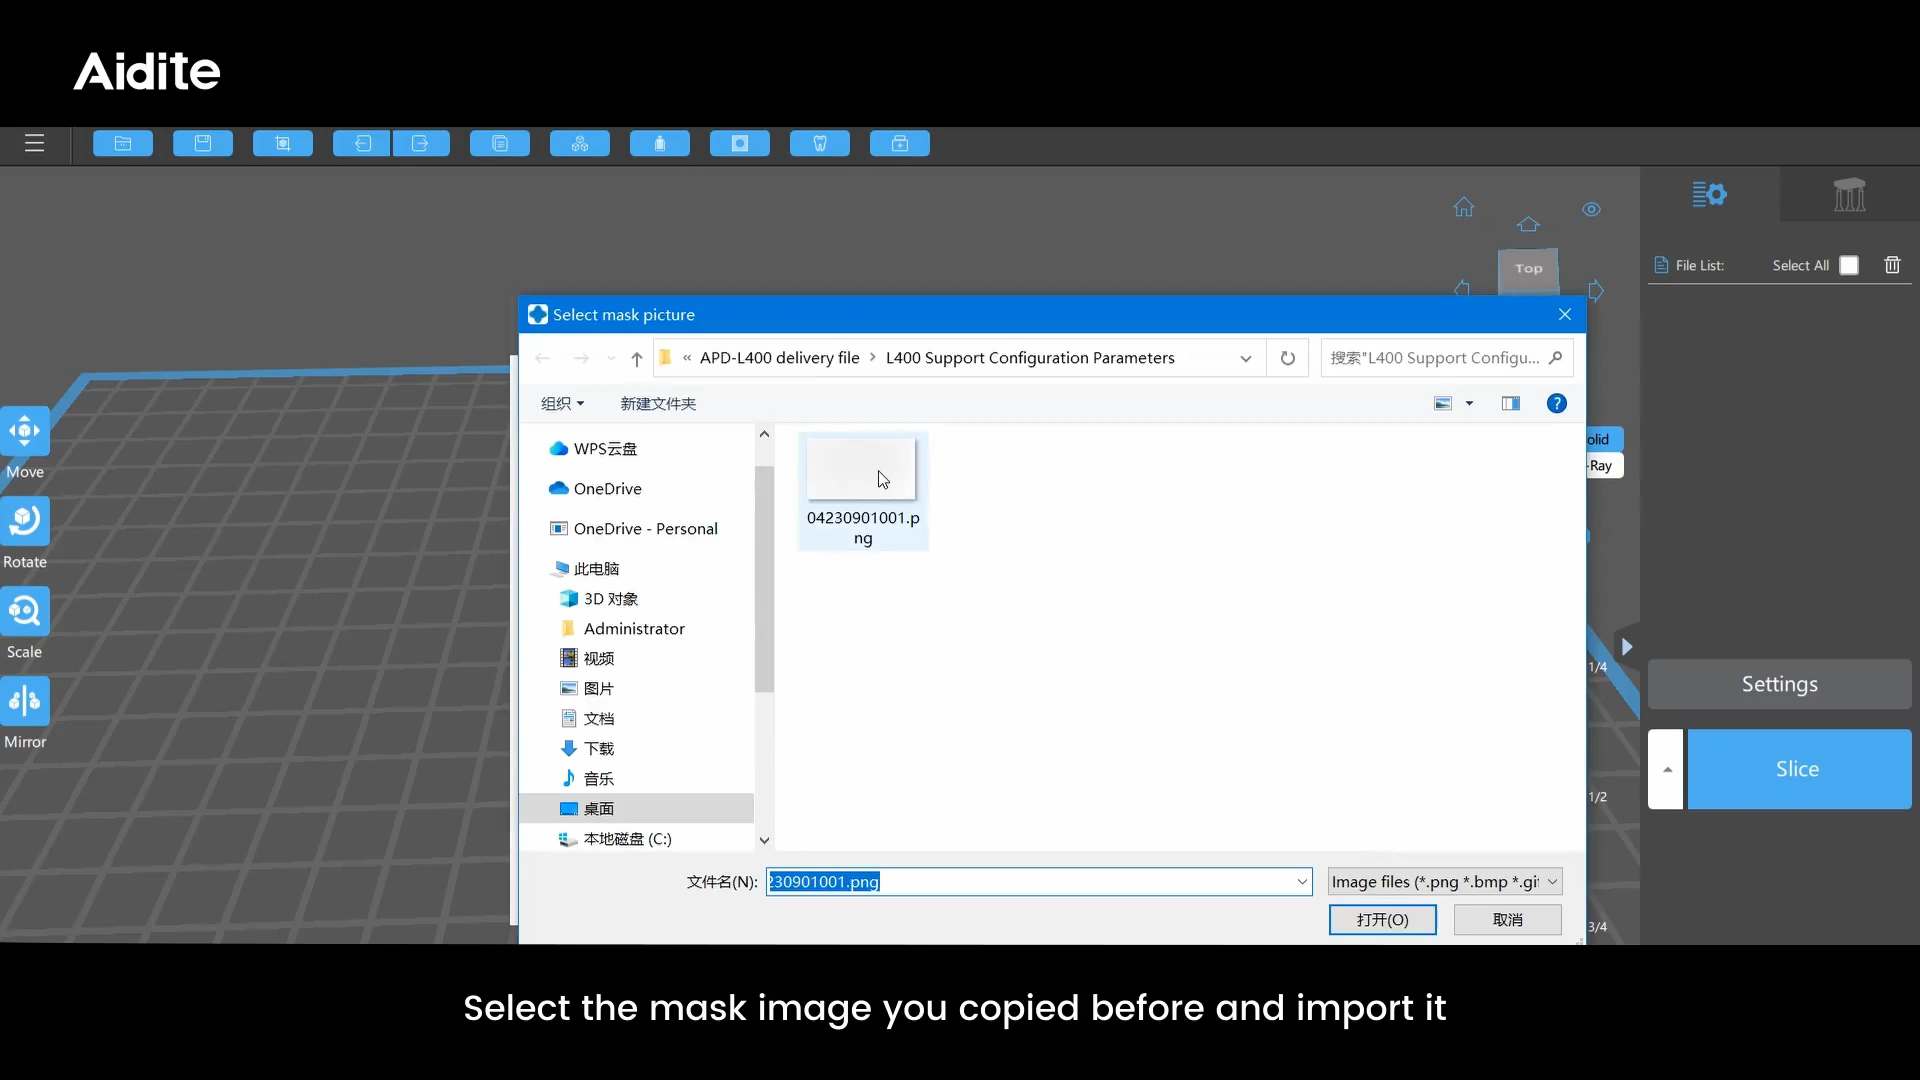 Aidite
Top
File List:
Select All
Select mask picture
« APD-L400 delivery file > L400 Support Configuration Parameters
搜索"L400 Support Configu...
组织
新建文件夹
WPS云盘
OneDrive
OneDrive - Personal
此电脑
3D 对象
Administrator
视频
图片
文档
下载
音乐
桌面
本地磁盘 (C:)
04230901001.p
ng
文件名(N):
230901001.png
Image files (*.png *.bmp *.gif
打开(O)
取消
Move
Rotate
Scale
Mirror
olid
-Ray
1/4
1/2
3/4
Settings
Slice
Select the mask image you copied before and import it